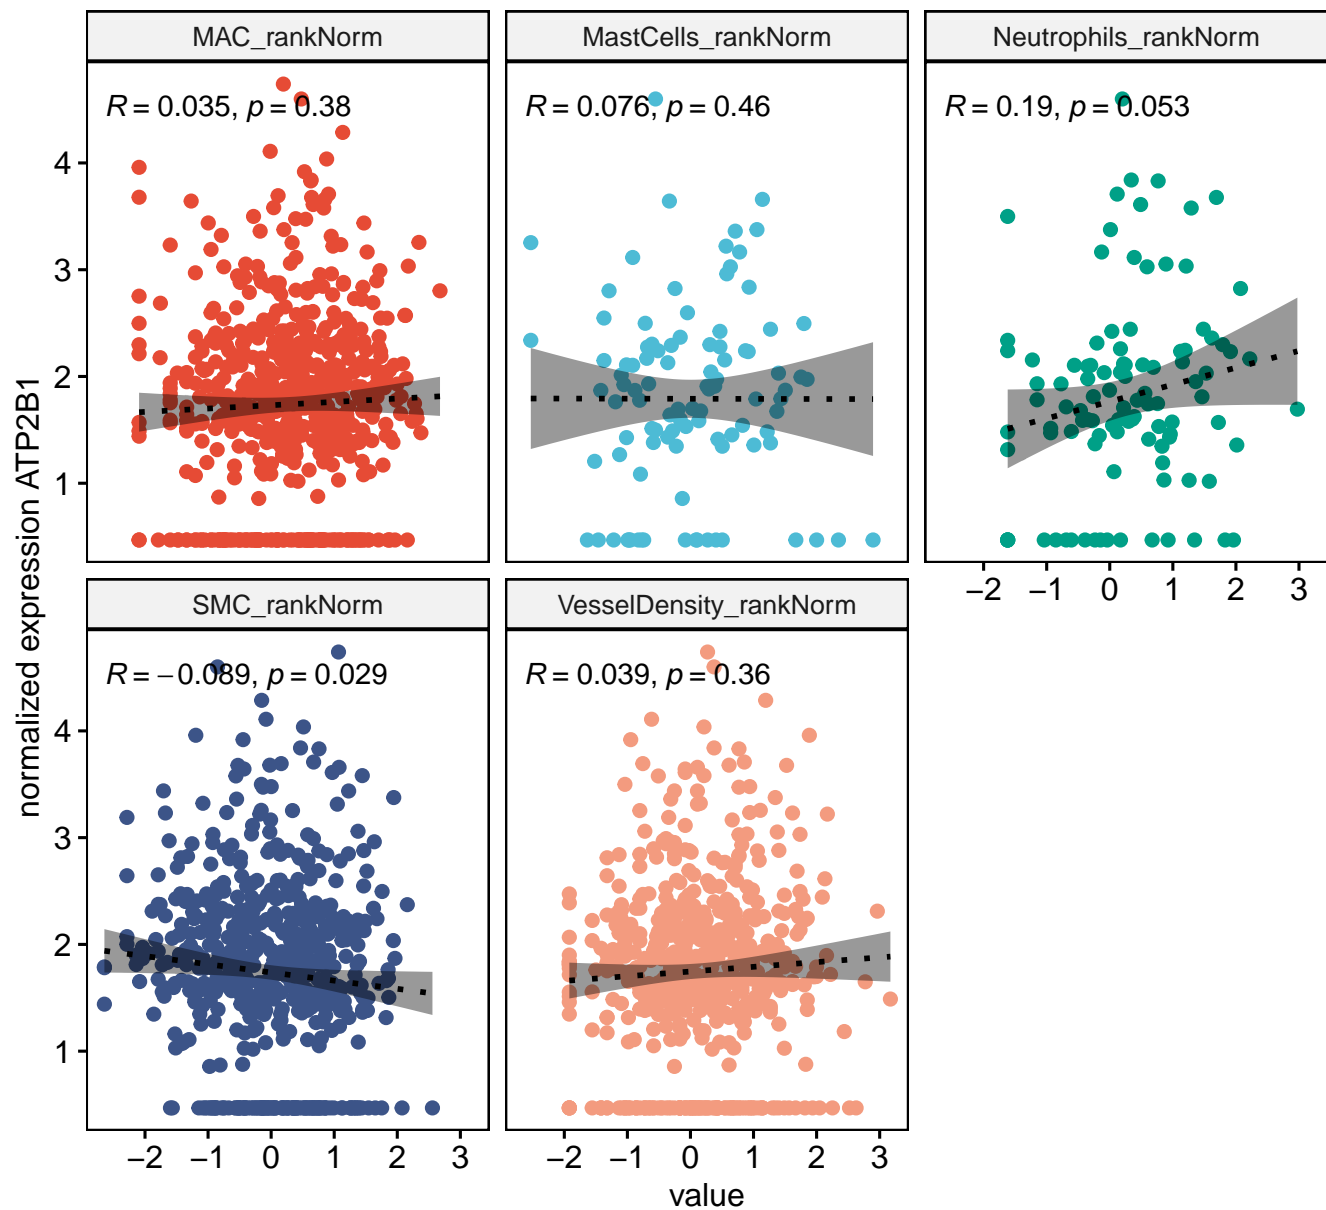 MAC_rankNorm
MastCells_rankNorm
Neutrophils_rankNorm
R = 0.035, p = 0.38
R = 0.076, p = 0.46
R = 0.19, p = 0.053
4
3
2
1
−2 −1 0 1 2 3
normalized expression ATP2B1
SMC_rankNorm
VesselDensity_rankNorm
R = −0.089, p = 0.029
R = 0.039, p = 0.36
4
3
2
1
−2 −1 0 1 2 3
−2 −1 0 1 2 3
value